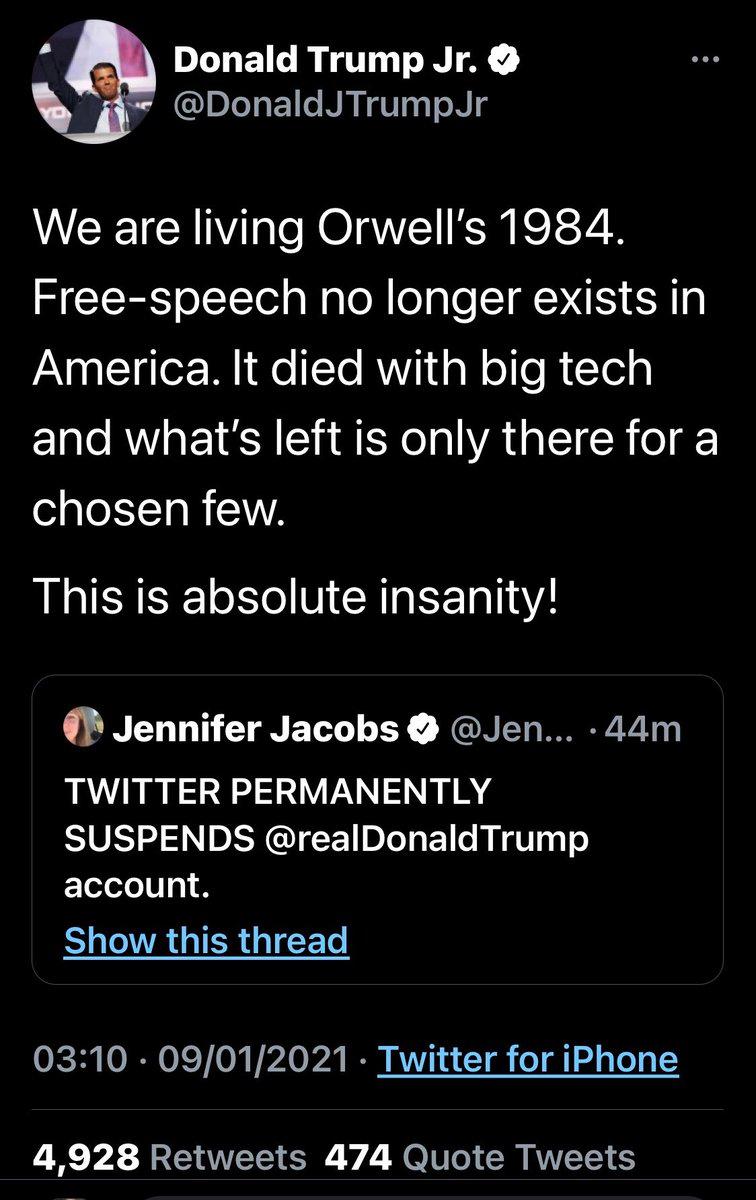 Donald Trump Jr.
@DonaldJTrumpJr
We are living Orwell’s 1984.
Free-speech no longer exists in
America. It died with big tech
and what’s left is only there for a
chosen few.
This is absolute insanity!
Jennifer Jacobs @Jen... · 44m
TWITTER PERMANENTLY
SUSPENDS @realDonaldTrump
account.
Show this thread
03:10 · 09/01/2021 · Twitter for iPhone
4,928 Retweets 474 Quote Tweets